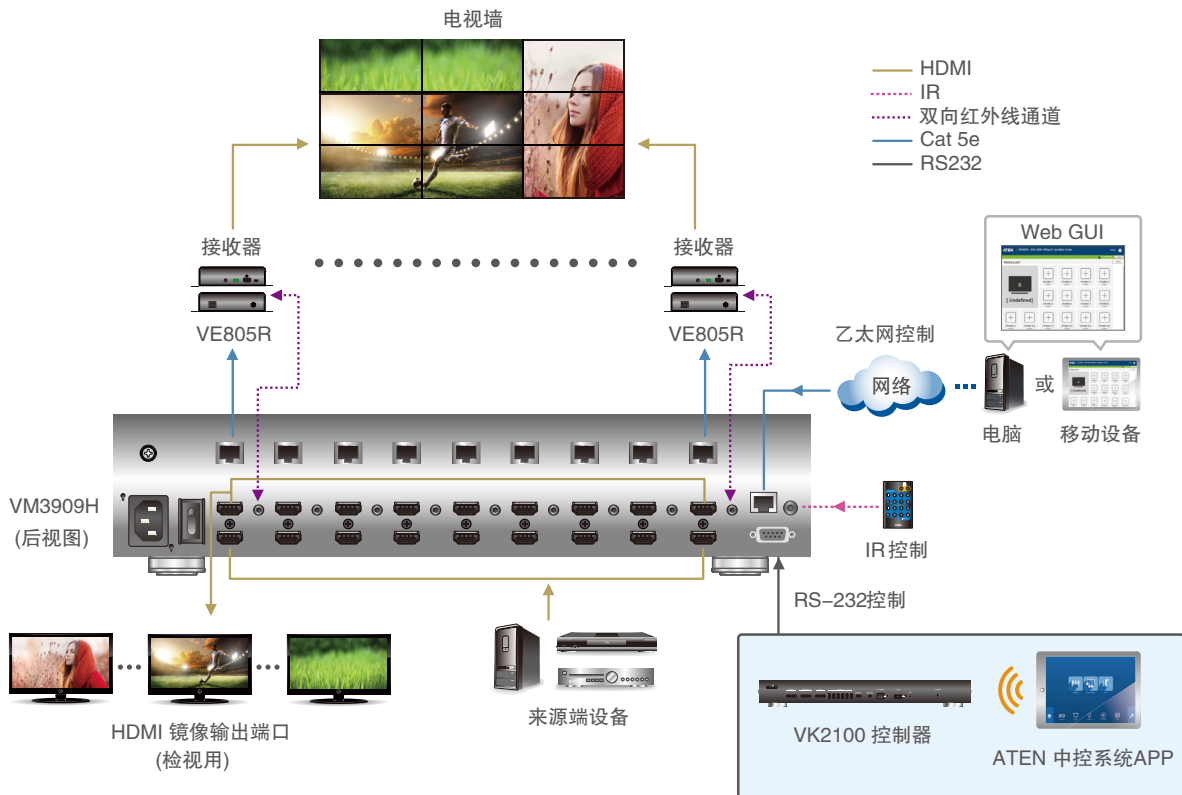 电视墙
HDMI
IR
双向红外线通道
Cat 5e
RS232
接收器
接收器
VE805R
VE805R
Web GUI
ATEN
PROFILE LIST
[ Undefined]
乙太网控制
网络
或
电脑
移动设备
VM3909H
(后视图)
IR 控制
RS-232控制
HDMI 镜像输出端口
(检视用)
来源端设备
VK2100 控制器
ATEN 中控系统APP